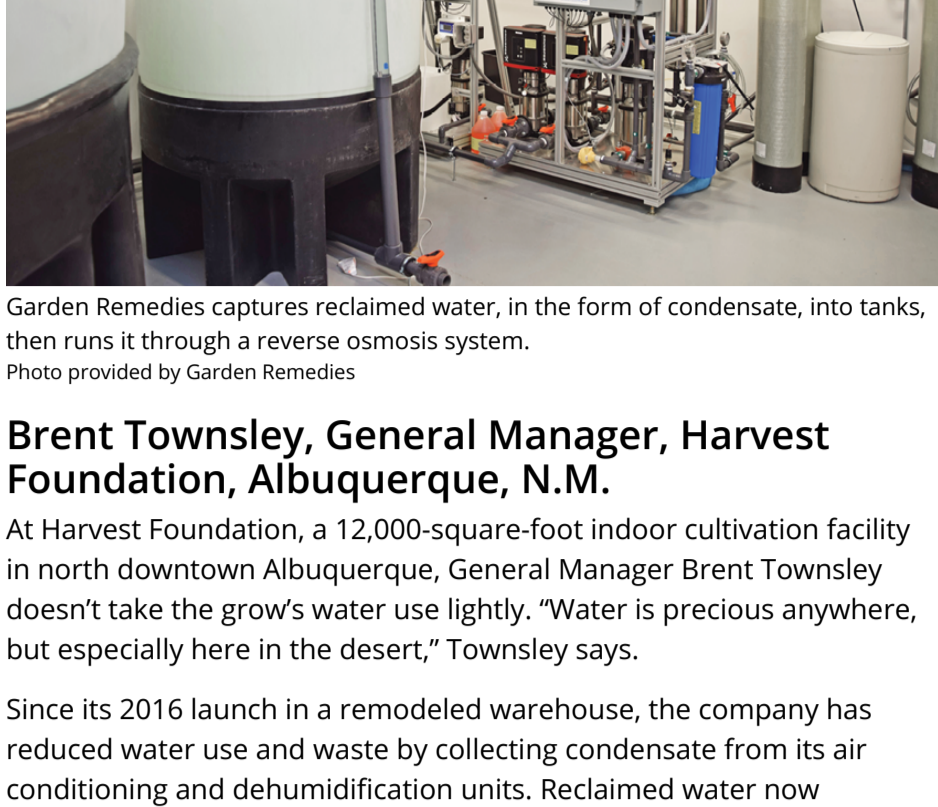 Garden Remedies captures reclaimed water, in the form of condensate, into tanks,
then runs it through a reverse osmosis system.
Photo provided by Garden Remedies
Brent Townsley, General Manager, Harvest
Foundation, Albuquerque, N.M.
At Harvest Foundation, a 12,000-square-foot indoor cultivation facility
in north downtown Albuquerque, General Manager Brent Townsley
doesn’t take the grow’s water use lightly. “Water is precious anywhere,
but especially here in the desert,” Townsley says.
Since its 2016 launch in a remodeled warehouse, the company has
reduced water use and waste by collecting condensate from its air
conditioning and dehumidification units. Reclaimed water now